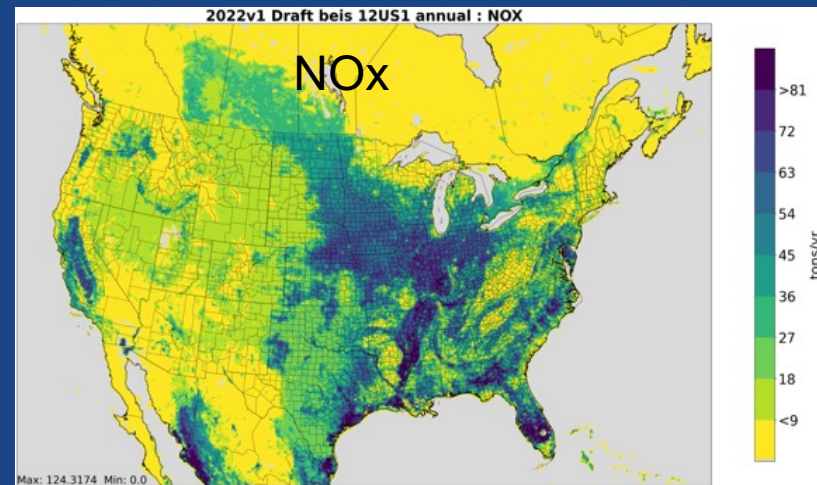 2022v1 Draft beis 12US1 annual : NOX
NOx
>81
72
63
54
45
36
27
18
<9
tons/yr
Max: 124.3174 Min: 0.0